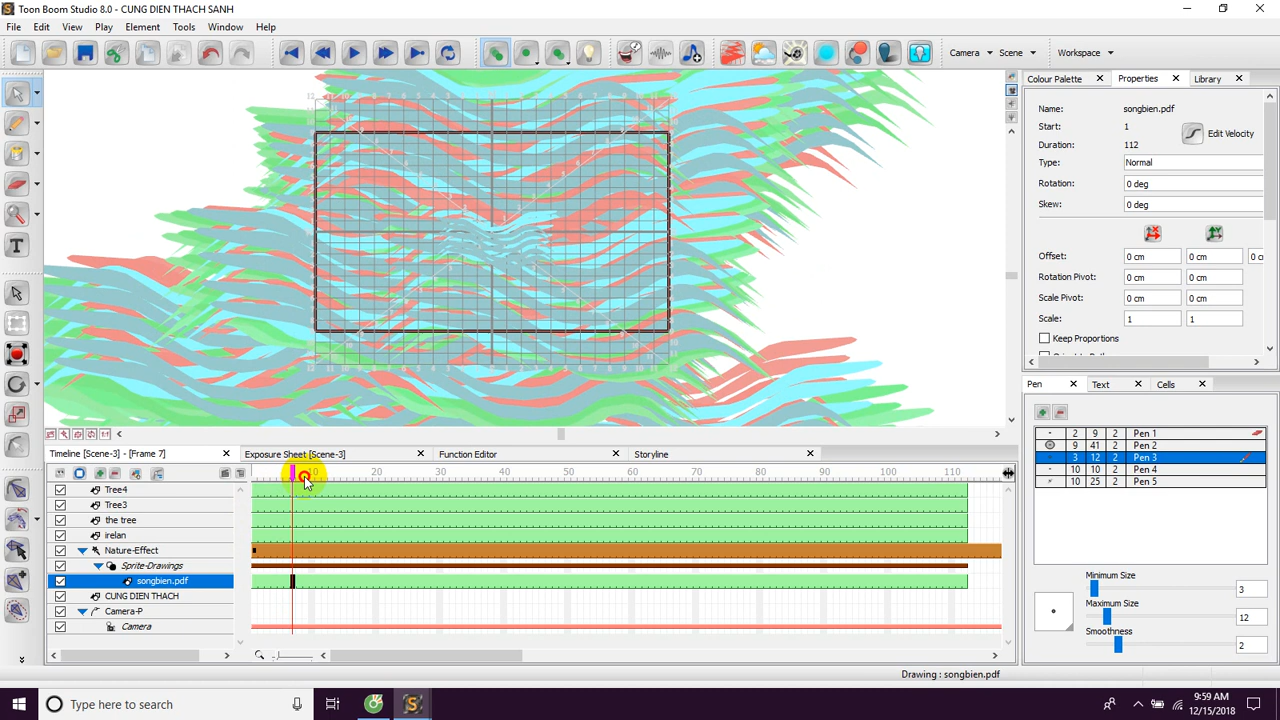 Toon Boom Studio 8.0 - CUNG DIEN THACH SANH
File Edit View Play Element Tools Window Help
Camera Scene Workspace
Colour Palette Properties Library
Name: songbien.pdf
Start: 1
Edit Velocity
Duration: 112
Type: Normal
Rotation: 0 deg
Skew: 0 deg
Offset: 0 cm 0 cm
Rotation Pivot: 0 cm 0 cm
Scale Pivot: 0 cm 0 cm
Scale: 1 1
Keep Proportions
Pen Text Cells
2 9 2 Pen 1
9 41 2 Pen 2
3 12 2 Pen 3
10 10 2 Pen 4
10 25 2 Pen 5
Minimum Size
3
Maximum Size
12
Smoothness
2
Timeline [Scene-3] - [Frame 7] Exposure Sheet [Scene-3] Function Editor Storyline
10 20 30 40 50 60 70 80 90 100 110
Tree4
Tree3
the tree
irelan
Nature-Effect
Sprite-Drawings
songbien.pdf
CUNG DIEN THACH
Camera-P
Camera
Drawing : songbien.pdf
Type here to search
9:59 AM
12/15/2018